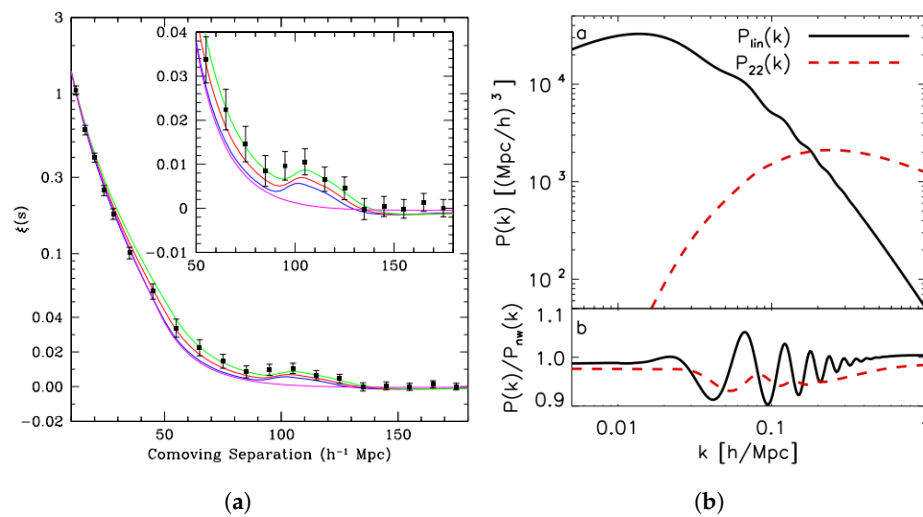 3
1
0.3
0.1
0.04
0.02
0.00
−0.02
ξ(s)
50
100
150
Comoving Separation (h⁻¹ Mpc)
0.04
0.03
0.02
0.01
0
−0.01
50
100
150
(a)
a
P_lin(k)
P_22(k)
10⁴
10³
10²
P(k) [(Mpc/h)³]
b
1.1
1.0
0.9
P(k)/P_nw(k)
0.01
0.1
k [h/Mpc]
(b)